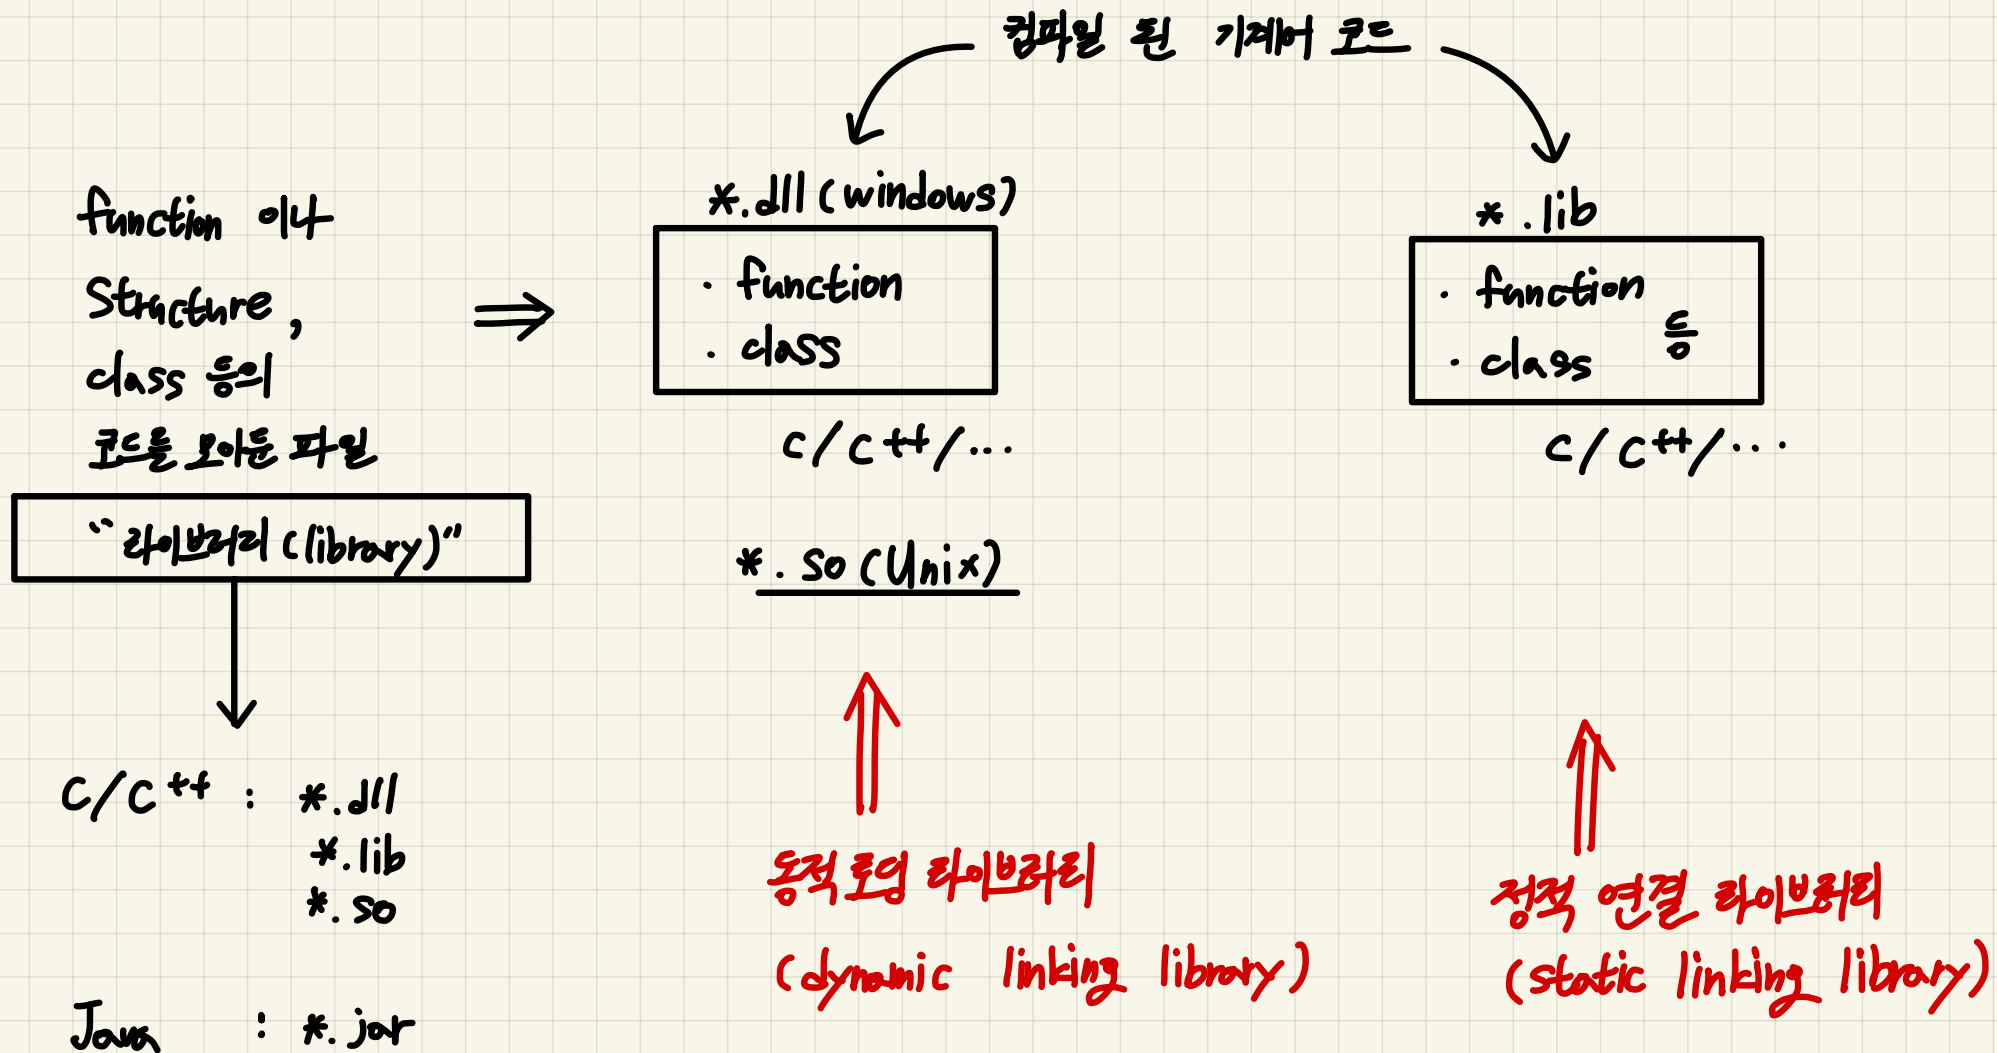 컴파일 된 기계어 코드
function 이나
Structure,
class 등의
코드를 모아둔 파일
"라이브러리 (library)"
C/C++ : *.dll
*.lib
*.so
Java : *.jar
*.dll (windows)
· function
· class
C/C++/...
*.so (Unix)
동적 로딩 라이브러리
(dynamic linking library)
*.lib
· function
· class 등
C/C++/...
정적 연결 라이브러리
(static linking library)